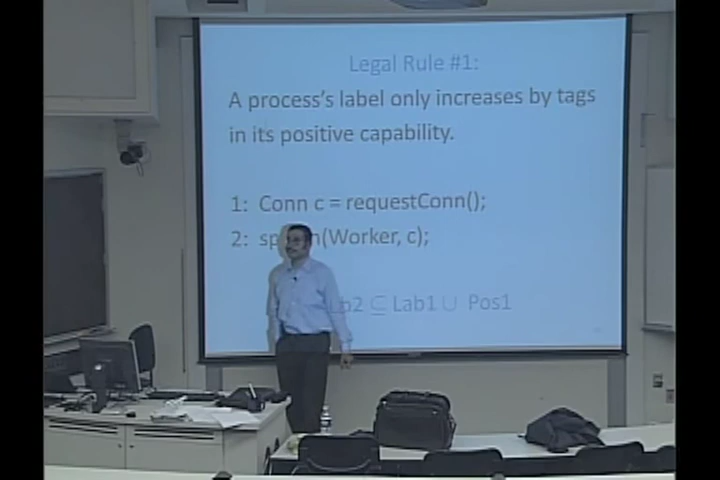 Legal Rule #1:
A process's label only increases by tags
in its positive capability.
1: Conn c = requestConn();
2: (Worker, c);
⊆ Lab1 ∪ Pos1